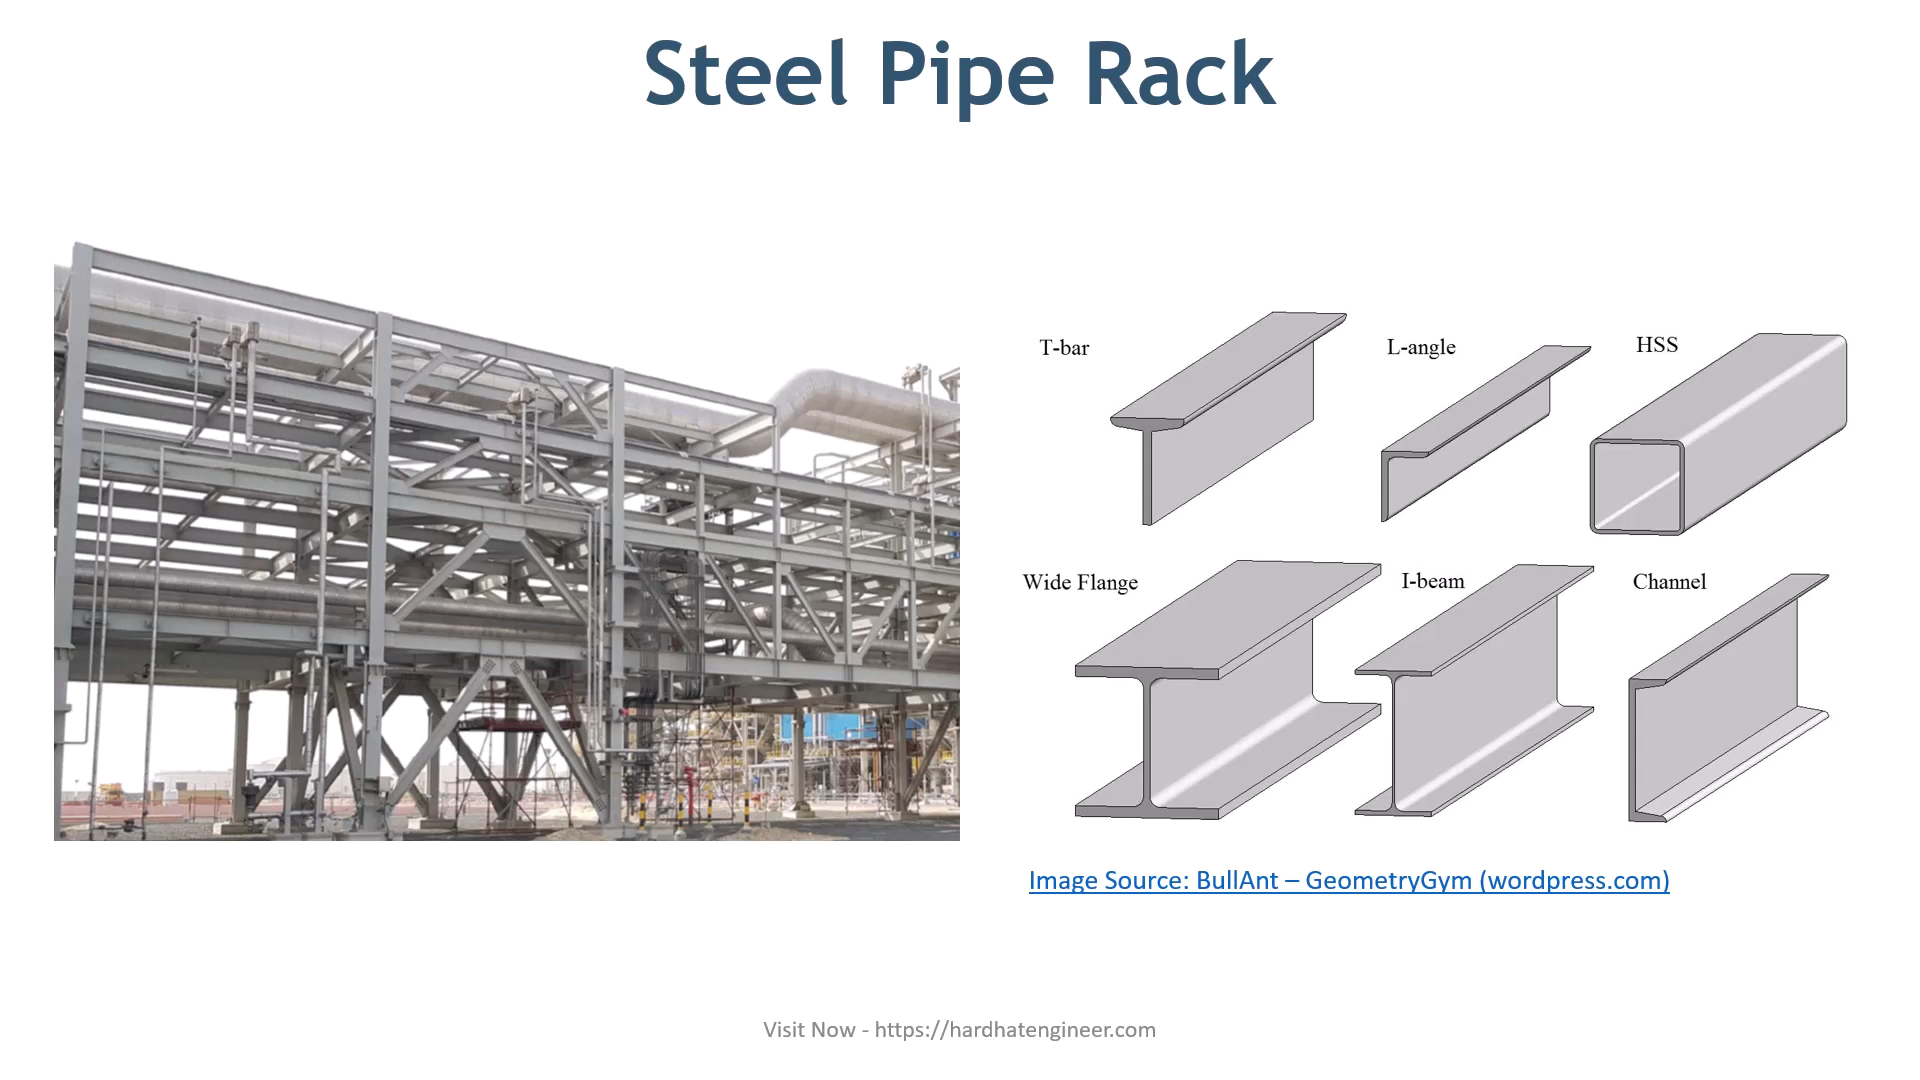 Steel Pipe Rack
T-bar
L-angle
HSS
Wide Flange
I-beam
Channel
Image Source: BullAnt – GeometryGym (wordpress.com)
Visit Now - https://hardhatengineer.com